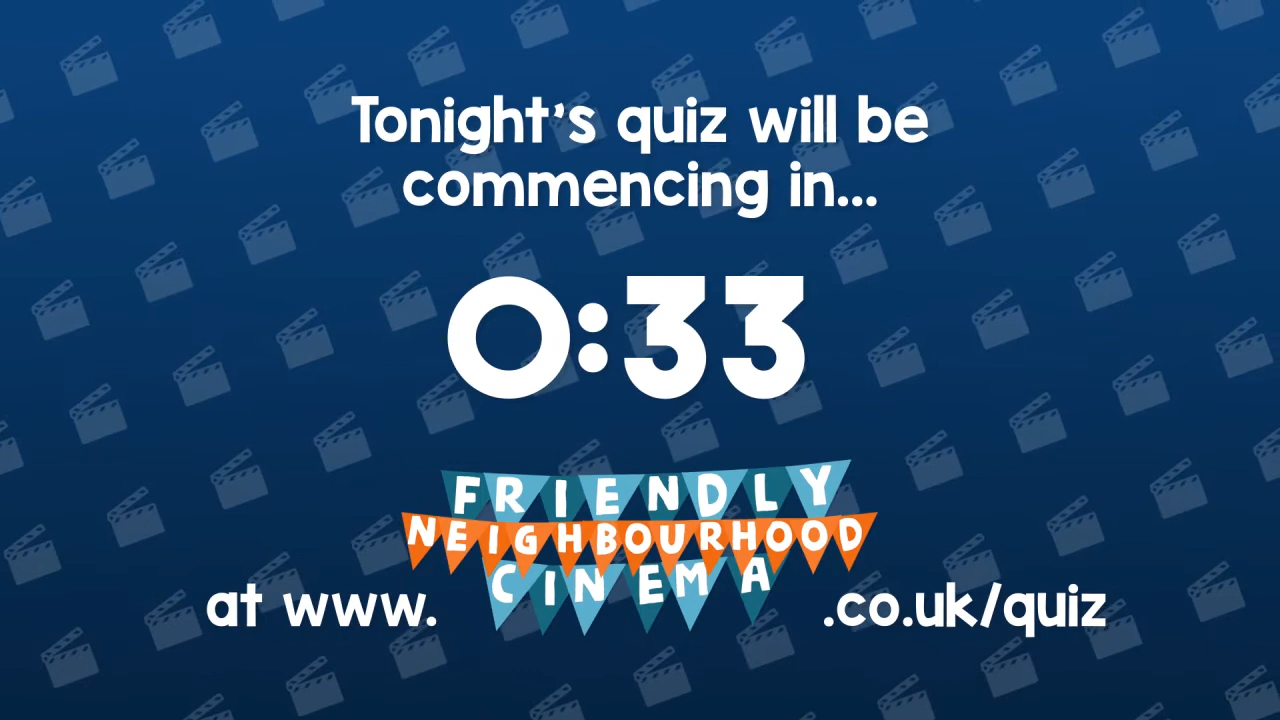 Tonight's quiz will be
commencing in...
0:33
FRIENDLY
NEIGHBOURHOOD
CINEMA
at www. .co.uk/quiz